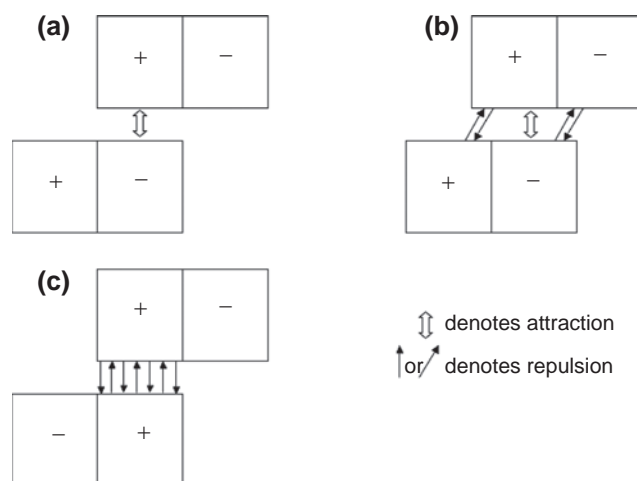 (a)
+ −
+ −
(b)
+ −
+ −
(c)
+ −
− +
denotes attraction
or denotes repulsion